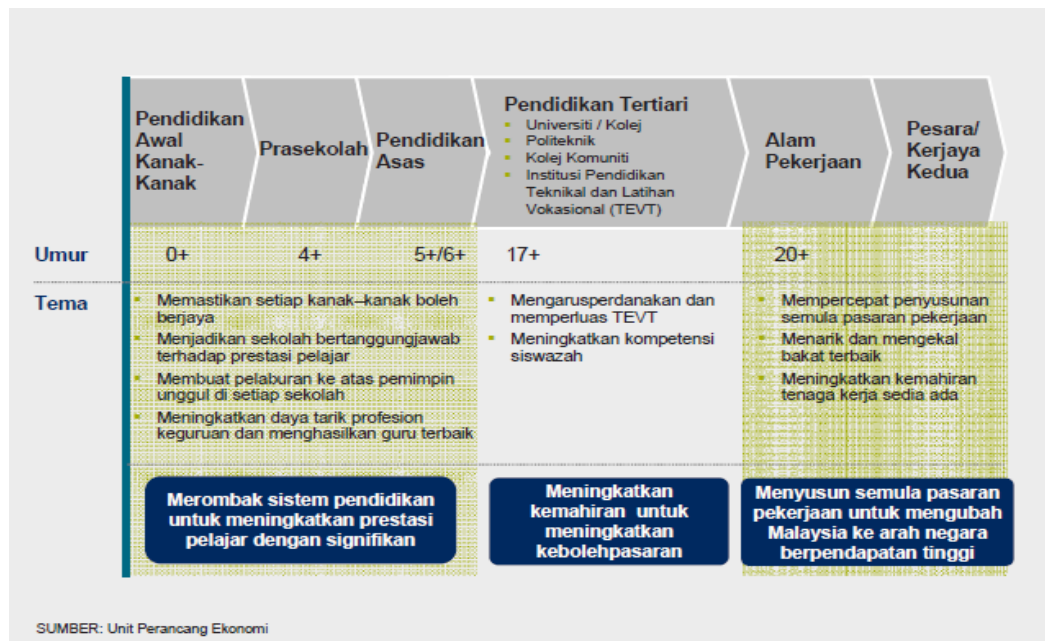 Pendidikan
Awal
Kanak-
Kanak
Prasekolah
Pendidikan
Asas
Pendidikan Tertiari
Universiti / Kolej
Politeknik
Kolej Komuniti
Institusi Pendidikan
Teknikal dan Latihan
Vokasional (TEVT)
Alam
Pekerjaan
Pesara/
Kerjaya
Kedua
Umur 0+ 4+ 5+/6+ 17+ 20+
Tema
Memastikan setiap kanak–kanak boleh
berjaya
Menjadikan sekolah bertanggungjawab
terhadap prestasi pelajar
Membuat pelaburan ke atas pemimpin
unggul di setiap sekolah
Meningkatkan daya tarik profesion
keguruan dan menghasilkan guru terbaik
Mengarusperdanakan dan
memperluas TEVT
Meningkatkan kompetensi
siswazah
Mempercepat penyusunan
semula pasaran pekerjaan
Menarik dan mengekal
bakat terbaik
Meningkatkan kemahiran
tenaga kerja sedia ada
Merombak sistem pendidikan
untuk meningkatkan prestasi
pelajar dengan signifikan
Meningkatkan
kemahiran untuk
meningkatkan
kebolehpasaran
Menyusun semula pasaran
pekerjaan untuk mengubah
Malaysia ke arah negara
berpendapatan tinggi
SUMBER: Unit Perancang Ekonomi